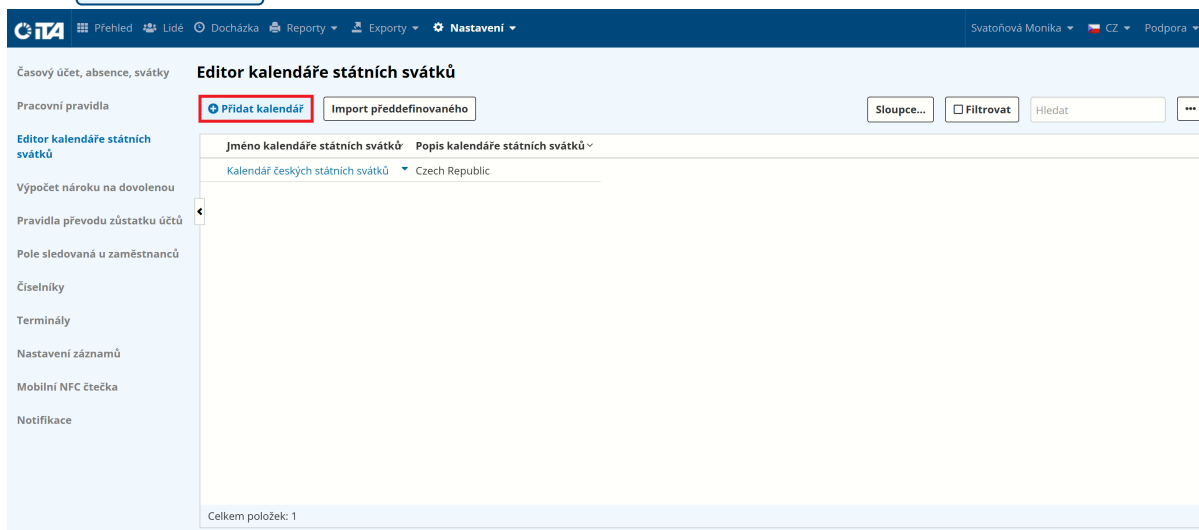 iTA Přehled Lidé Docházka Reporty Exporty Nastavení Svatoňová Monika CZ Podpora
Časový účet, absence, svátky
Pracovní pravidla
Editor kalendáře státních
svátků
Výpočet nároku na dovolenou
Pravidla převodu zůstatku účtů
Pole sledovaná u zaměstnanců
Číselníky
Terminály
Nastavení záznamů
Mobilní NFC čtečka
Notifikace
Editor kalendáře státních svátků
Přidat kalendář Import předdefinovaného Sloupce... Filtrovat Hledat ...
Jméno kalendáře státních svátků Popis kalendáře státních svátků
Kalendář českých státních svátků Czech Republic
Celkem položek: 1